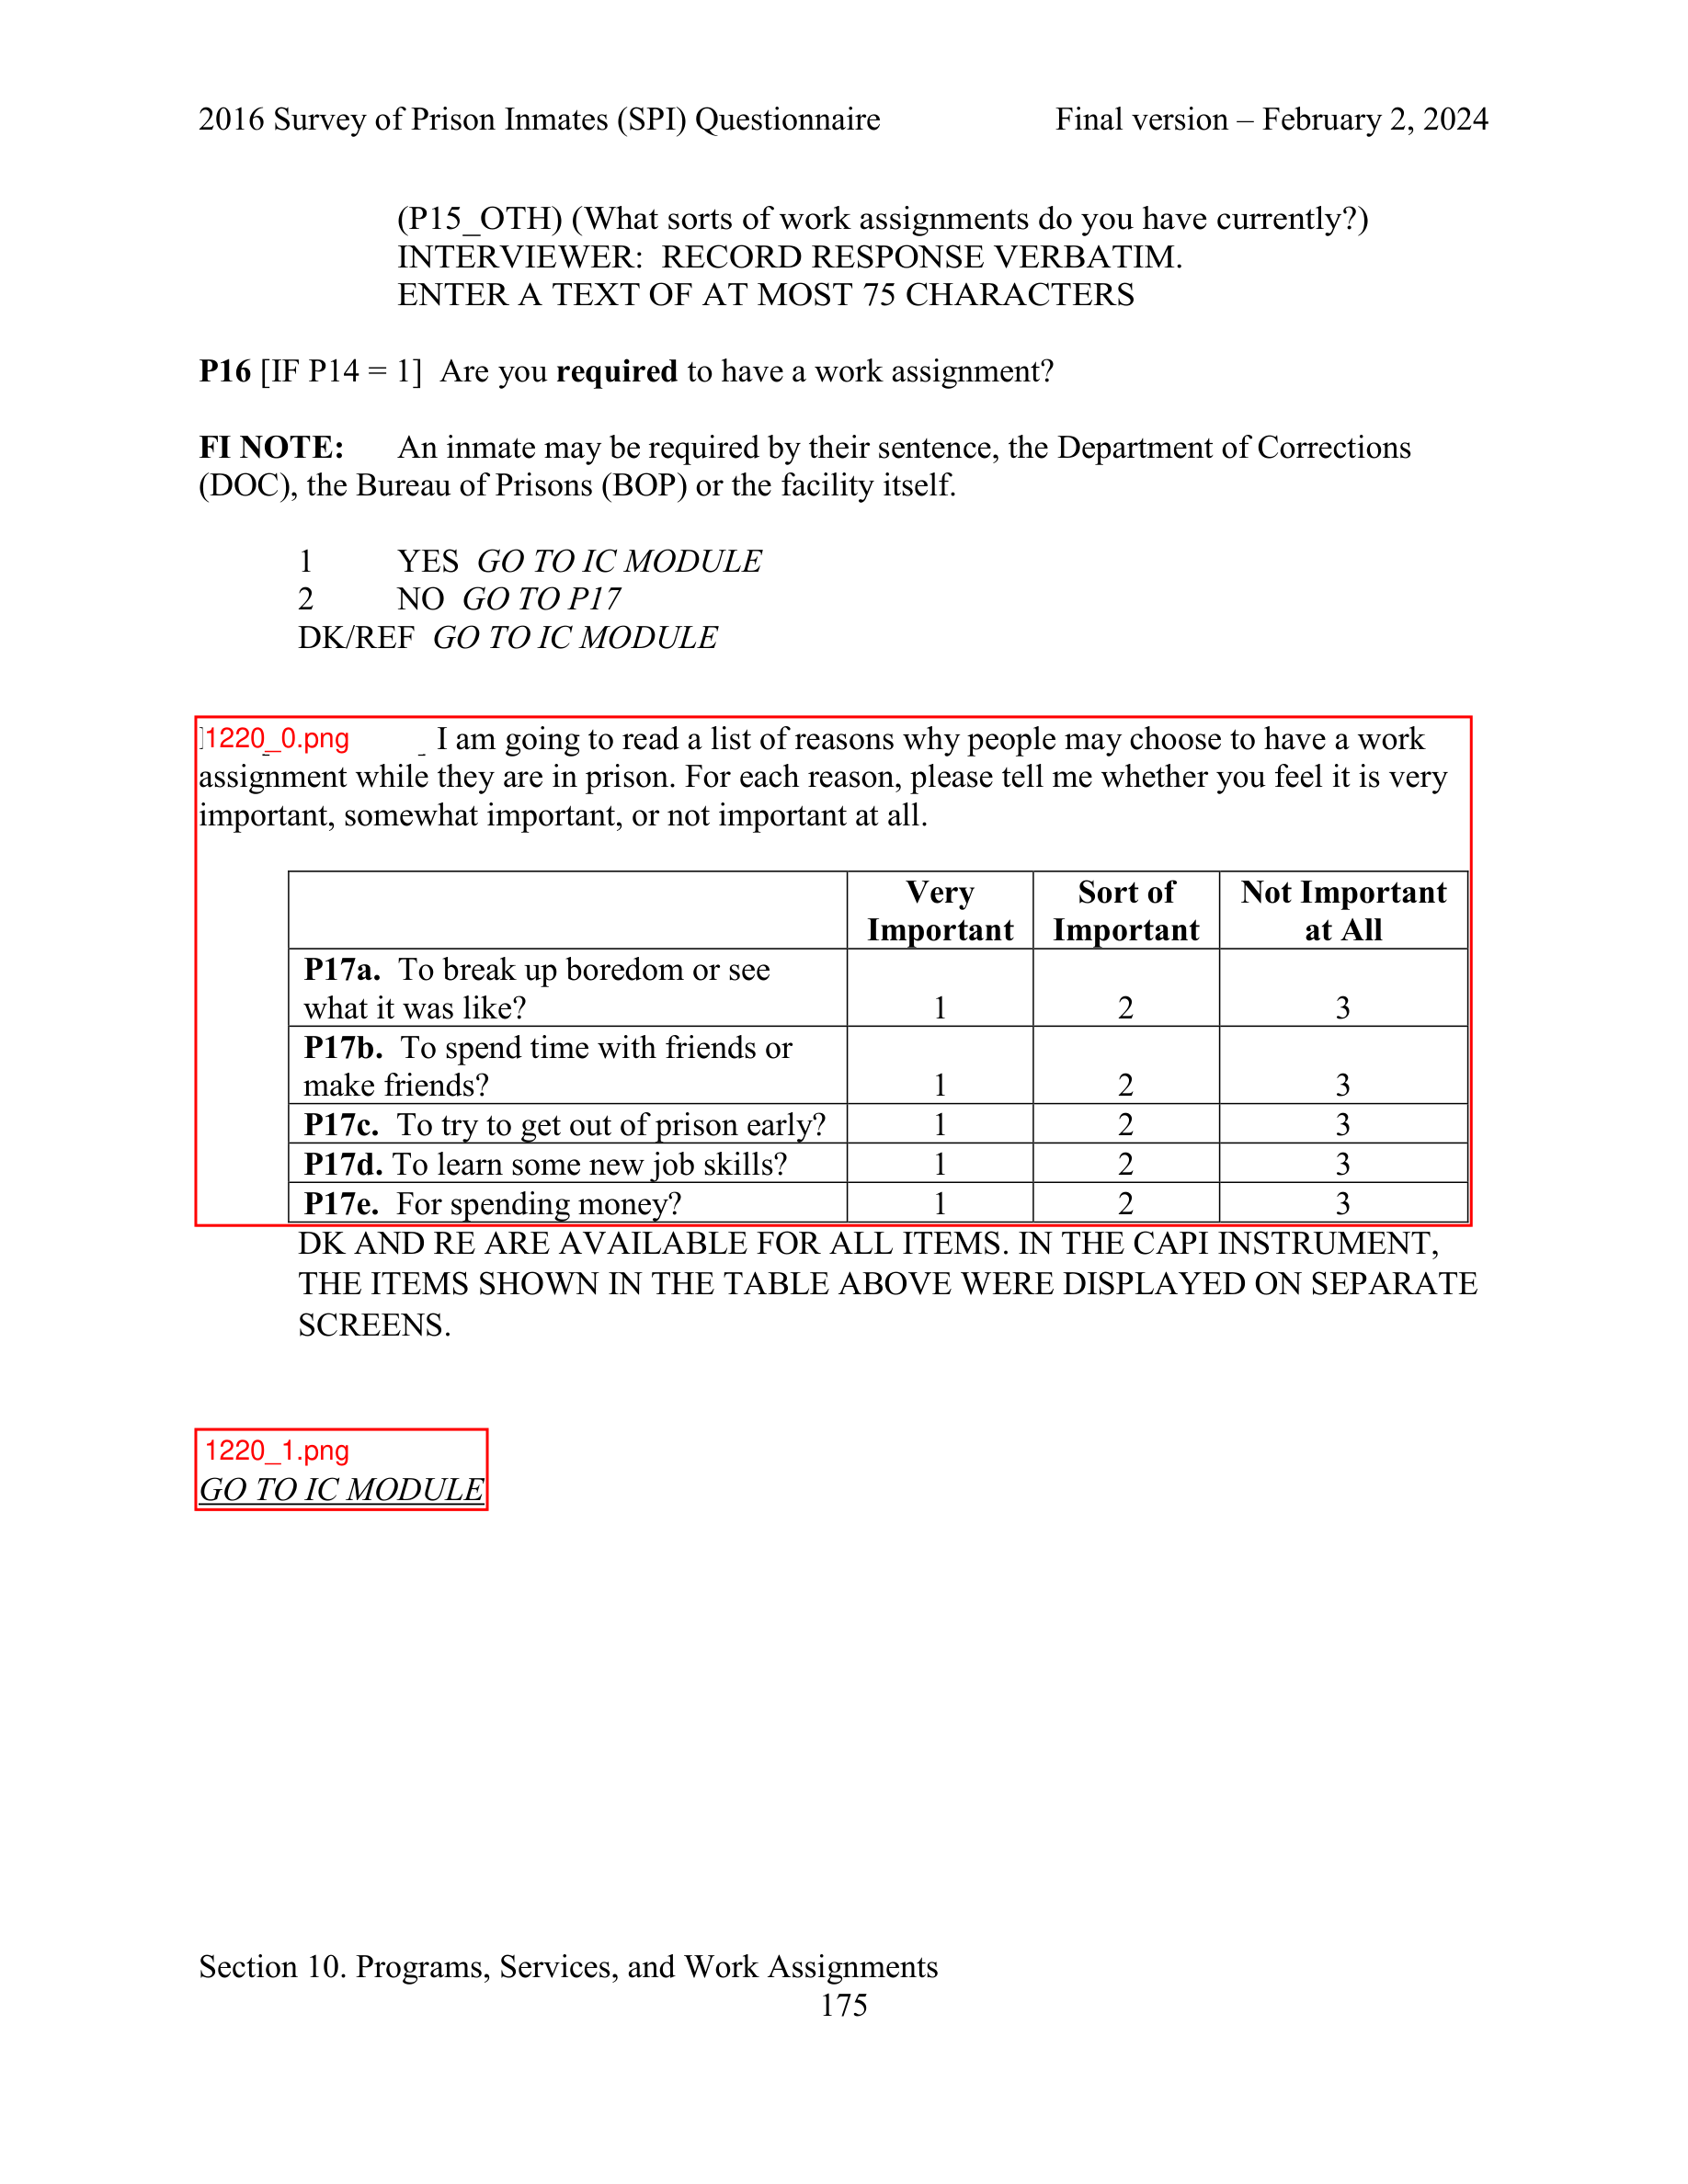 2016 Survey of Prison Inmates (SPI) Questionnaire Final version – February 2, 2024
(P15_OTH) (What sorts of work assignments do you have currently?)
INTERVIEWER: RECORD RESPONSE VERBATIM.
ENTER A TEXT OF AT MOST 75 CHARACTERS
P16 [IF P14 = 1] Are you required to have a work assignment?
FI NOTE: An inmate may be required by their sentence, the Department of Corrections
(DOC), the Bureau of Prisons (BOP) or the facility itself.
1 YES GO TO IC MODULE
2 NO GO TO P17
DK/REF GO TO IC MODULE
1220_0.png I am going to read a list of reasons why people may choose to have a work
assignment while they are in prison. For each reason, please tell me whether you feel it is very
important, somewhat important, or not important at all.
Very Sort of Not Important
Important Important at All
P17a. To break up boredom or see
what it was like? 1 2 3
P17b. To spend time with friends or
make friends? 1 2 3
P17c. To try to get out of prison early? 1 2 3
P17d. To learn some new job skills? 1 2 3
P17e. For spending money? 1 2 3
DK AND RE ARE AVAILABLE FOR ALL ITEMS. IN THE CAPI INSTRUMENT,
THE ITEMS SHOWN IN THE TABLE ABOVE WERE DISPLAYED ON SEPARATE
SCREENS.
1220_1.png
GO TO IC MODULE
Section 10. Programs, Services, and Work Assignments
175